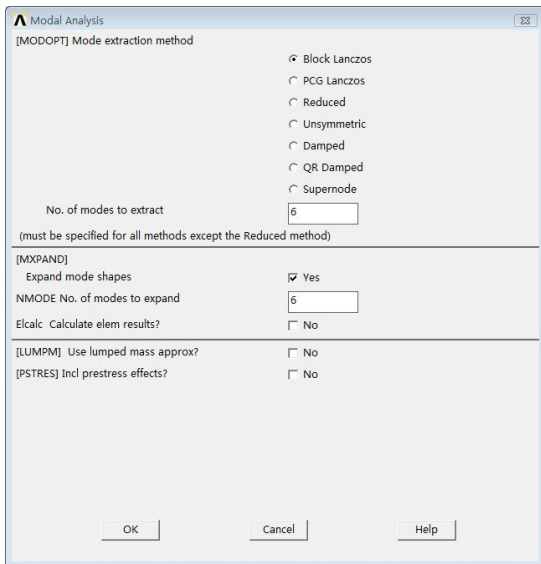 Modal Analysis
[MODOPT] Mode extraction method
Block Lanczos
PCG Lanczos
Reduced
Unsymmetric
Damped
QR Damped
Supernode
No. of modes to extract 6
(must be specified for all methods except the Reduced method)
[MXPAND]
Expand mode shapes Yes
NMODE No. of modes to expand 6
Elcalc Calculate elem results? No
[LUMPM] Use lumped mass approx? No
[PSTRES] Incl prestress effects? No
OK Cancel Help